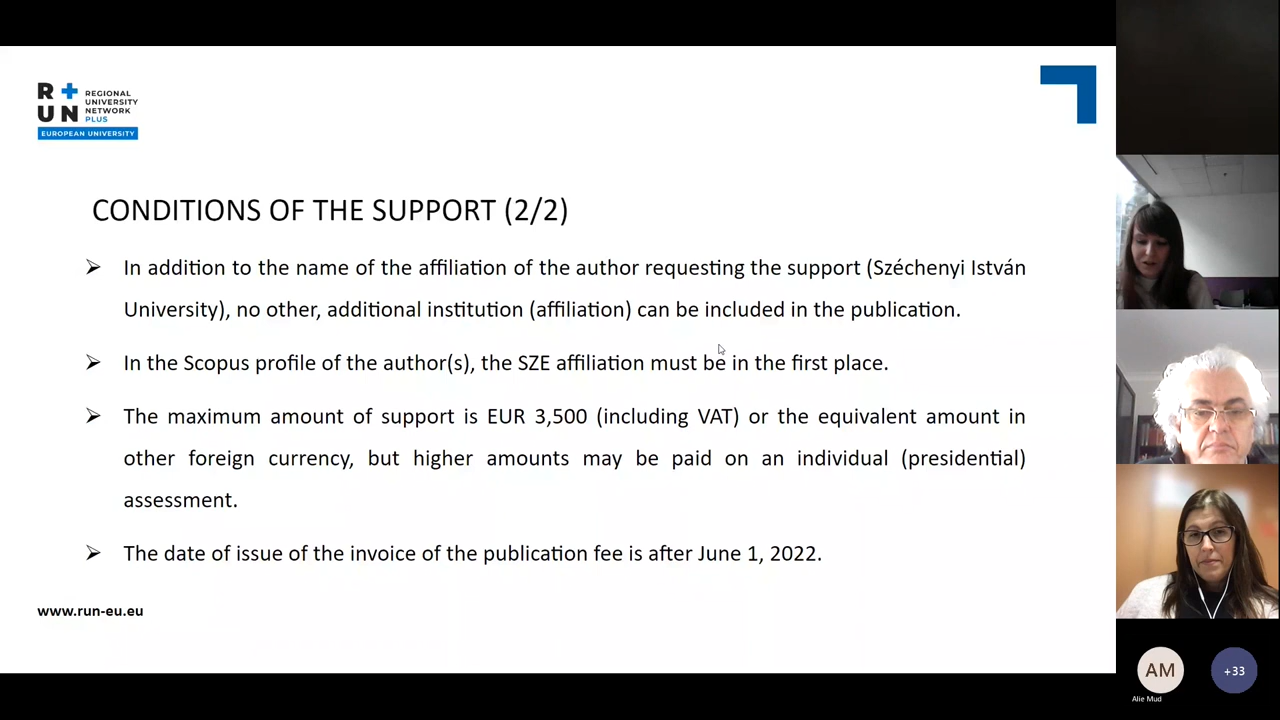 R+ UN
REGIONAL
UNIVERSITY
NETWORK
PLUS
EUROPEAN UNIVERSITY
CONDITIONS OF THE SUPPORT (2/2)
➢ In addition to the name of the affiliation of the author requesting the support (Széchenyi István
University), no other, additional institution (affiliation) can be included in the publication.
➢ In the Scopus profile of the author(s), the SZE affiliation must be in the first place.
➢ The maximum amount of support is EUR 3,500 (including VAT) or the equivalent amount in
other foreign currency, but higher amounts may be paid on an individual (presidential)
assessment.
➢ The date of issue of the invoice of the publication fee is after June 1, 2022.
www.run-eu.eu
AM
+33
Alie Mud